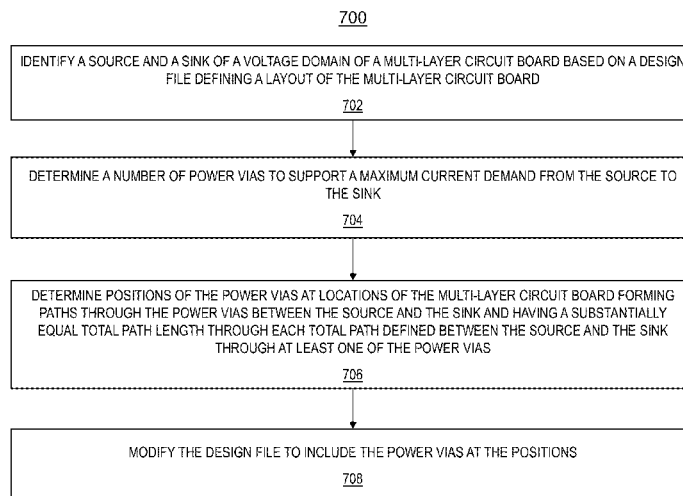 700
IDENTIFY A SOURCE AND A SINK OF A VOLTAGE DOMAIN OF A MULTI-LAYER CIRCUIT BOARD BASED ON A DESIGN
FILE DEFINING A LAYOUT OF THE MULTI-LAYER CIRCUIT BOARD
702
DETERMINE A NUMBER OF POWER VIAS TO SUPPORT A MAXIMUM CURRENT DEMAND FROM THE SOURCE TO
THE SINK
704
DETERMINE POSITIONS OF THE POWER VIAS AT LOCATIONS OF THE MULTI-LAYER CIRCUIT BOARD FORMING
PATHS THROUGH THE POWER VIAS BETWEEN THE SOURCE AND THE SINK AND HAVING A SUBSTANTIALLY
EQUAL TOTAL PATH LENGTH THROUGH EACH TOTAL PATH DEFINED BETWEEN THE SOURCE AND THE SINK
THROUGH AT LEAST ONE OF THE POWER VIAS
706
MODIFY THE DESIGN FILE TO INCLUDE THE POWER VIAS AT THE POSITIONS
708